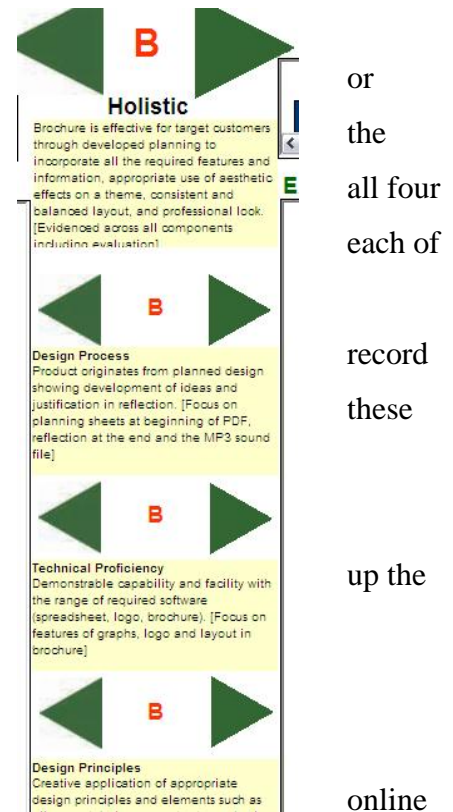 B
Holistic
Brochure is effective for target customers
through developed planning to
incorporate all the required features and
information, appropriate use of aesthetic
effects on a theme, consistent and
balanced layout, and professional look.
[Evidenced across all components
including evaluation]
B
Design Process
Product originates from planned design
showing development of ideas and
justification in reflection. [Focus on
planning sheets at beginning of PDF,
reflection at the end and the MP3 sound
file]
B
Technical Proficiency
Demonstrable capability and facility with
the range of required software
(spreadsheet, logo, brochure). [Focus on
features of graphs, logo and layout in
brochure]
B
Design Principles
Creative application of appropriate
design principles and elements such as
E
or
the
all four
each of
record
these
up the
online